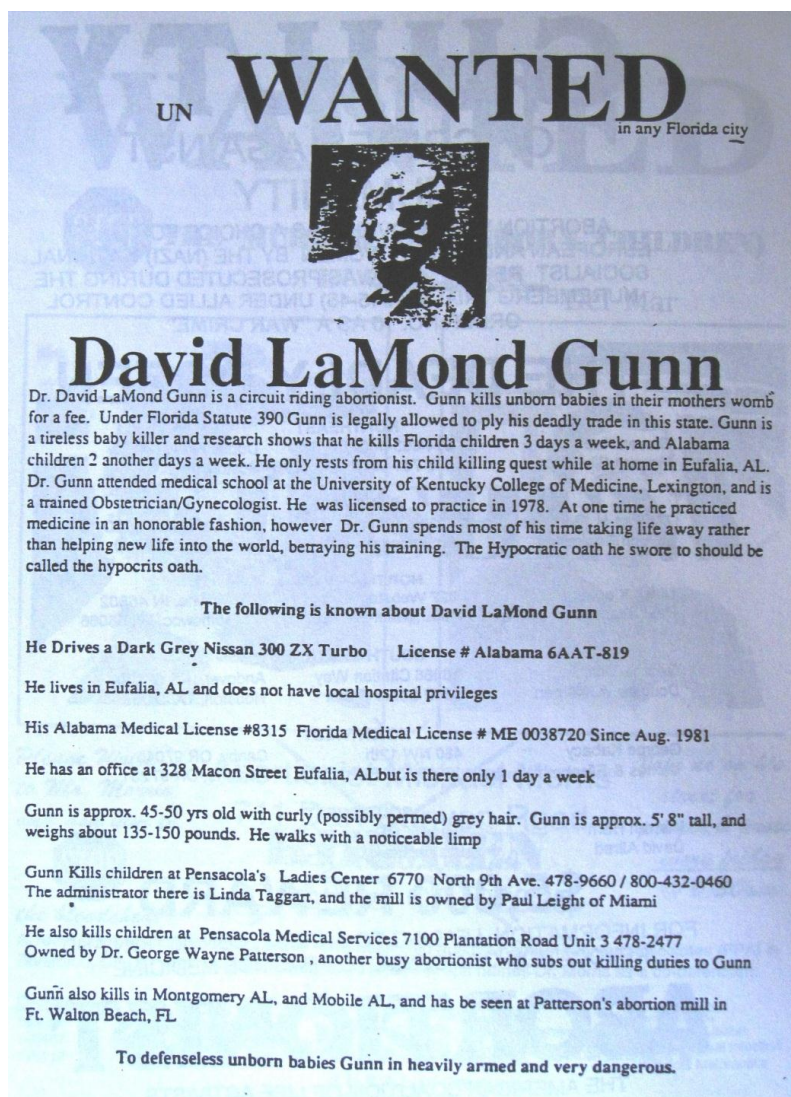 UN WANTED
in any Florida city
David LaMond Gunn
Dr. David LaMond Gunn is a circuit riding abortionist. Gunn kills unborn babies in their mothers womb
for a fee. Under Florida Statute 390 Gunn is legally allowed to ply his deadly trade in this state. Gunn is
a tireless baby killer and research shows that he kills Florida children 3 days a week, and Alabama
children 2 another days a week. He only rests from his child killing quest while at home in Eufalia, AL.
Dr. Gunn attended medical school at the University of Kentucky College of Medicine, Lexington, and is
a trained Obstetrician/Gynecologist. He was licensed to practice in 1978. At one time he practiced
medicine in an honorable fashion, however Dr. Gunn spends most of his time taking life away rather
than helping new life into the world, betraying his training. The Hypocratic oath he swore to should be
called the hypocrits oath.
The following is known about David LaMond Gunn
He Drives a Dark Grey Nissan 300 ZX Turbo License # Alabama 6AAT-819
He lives in Eufalia, AL and does not have local hospital privileges
His Alabama Medical License #8315 Florida Medical License # ME 0038720 Since Aug. 1981
He has an office at 328 Macon Street Eufalia, ALbut is there only 1 day a week
Gunn is approx. 45-50 yrs old with curly (possibly permed) grey hair. Gunn is approx. 5' 8" tall, and
weighs about 135-150 pounds. He walks with a noticeable limp
Gunn Kills children at Pensacola's Ladies Center 6770 North 9th Ave. 478-9660 / 800-432-0460
The administrator there is Linda Taggart, and the mill is owned by Paul Leight of Miami
He also kills children at Pensacola Medical Services 7100 Plantation Road Unit 3 478-2477
Owned by Dr. George Wayne Patterson , another busy abortionist who subs out killing duties to Gunn
Gunn also kills in Montgomery AL, and Mobile AL, and has be seen at Patterson's abortion mill in
Ft. Walton Beach, FL
To defenseless unborn babies Gunn in heavily armed and very dangerous.